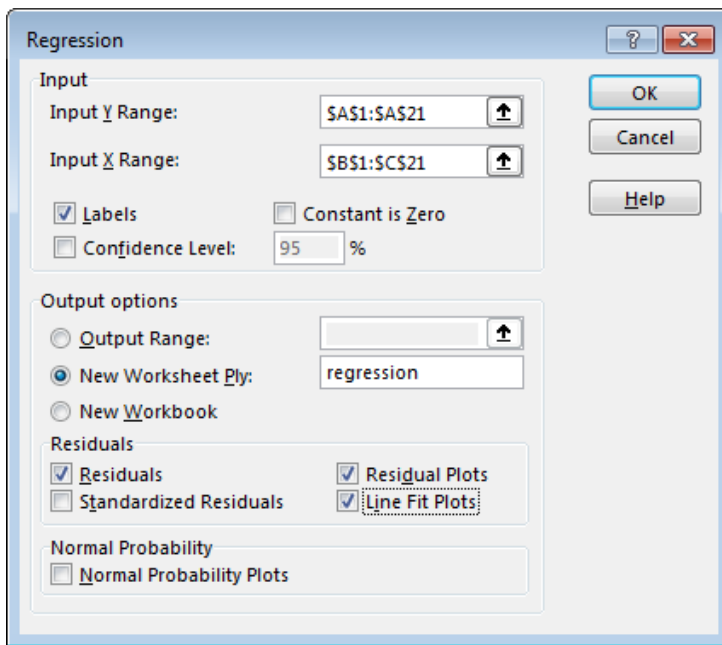 Regression
Input
Input Y Range: $A$1:$A$21
Input X Range: $B$1:$C$21
Labels Constant is Zero
Confidence Level: 95 %
OK
Cancel
Help
Output options
Output Range:
New Worksheet Ply: regression
New Workbook
Residuals
Residuals Residual Plots
Standardized Residuals Line Fit Plots
Normal Probability
Normal Probability Plots